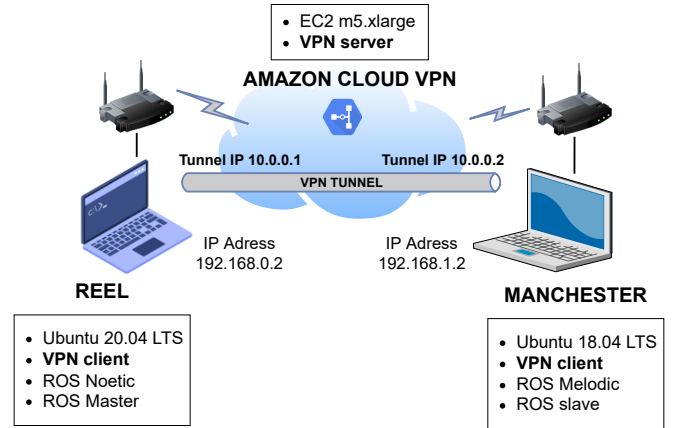 • EC2 m5.xlarge
• VPN server
AMAZON CLOUD VPN
Tunnel IP 10.0.0.1
Tunnel IP 10.0.0.2
VPN TUNNEL
IP Adress
192.168.0.2
IP Adress
192.168.1.2
REEL
MANCHESTER
• Ubuntu 20.04 LTS
• VPN client
• ROS Noetic
• ROS Master
• Ubuntu 18.04 LTS
• VPN client
• ROS Melodic
• ROS slave